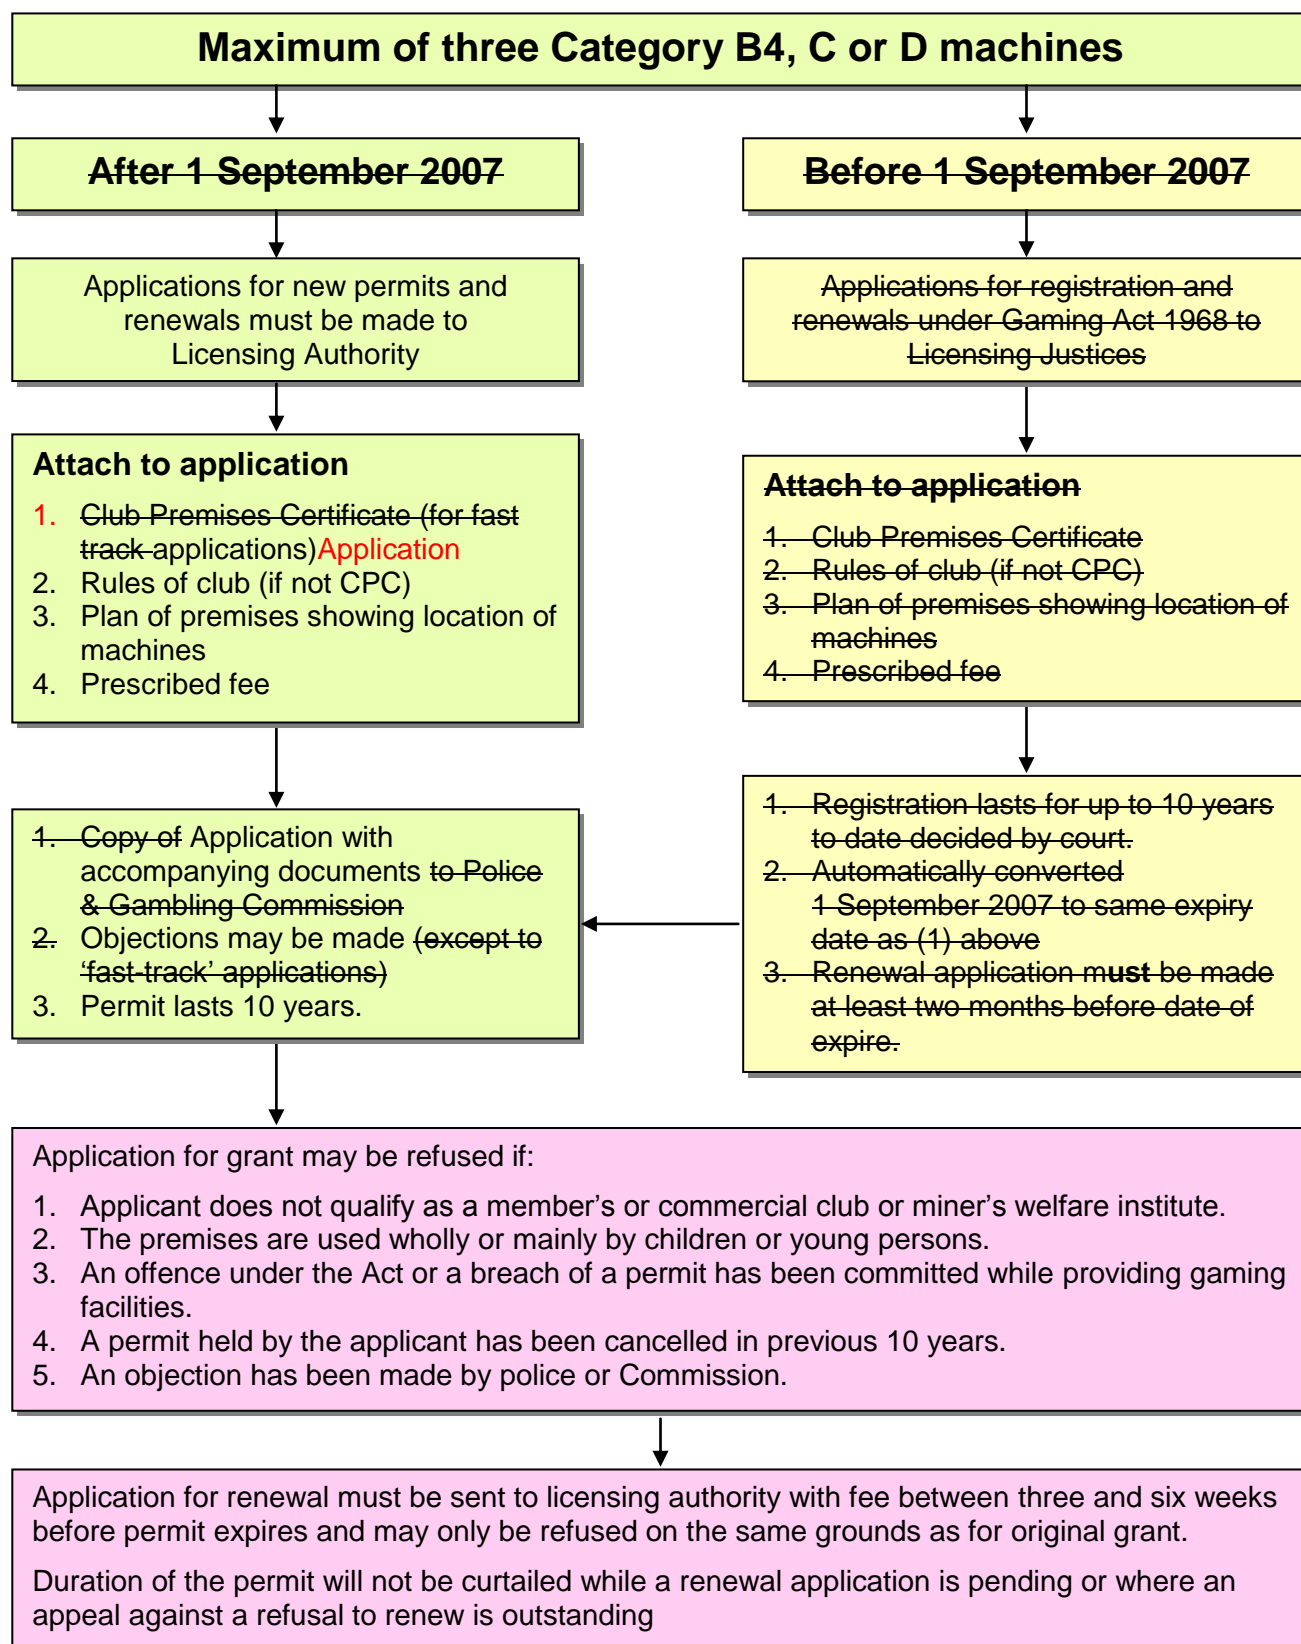 Maximum of three Category B4, C or D machines
After 1 September 2007
Applications for new permits and
renewals must be made to
Licensing Authority
Attach to application
1. Club Premises Certificate (for fast
track applications)Application
2. Rules of club (if not CPC)
3. Plan of premises showing location of
machines
4. Prescribed fee
1. Copy of Application with
accompanying documents to Police
& Gambling Commission
2. Objections may be made (except to
‘fast-track’ applications)
3. Permit lasts 10 years.
Before 1 September 2007
Applications for registration and
renewals under Gaming Act 1968 to
Licensing Justices
Attach to application
1. Club Premises Certificate
2. Rules of club (if not CPC)
3. Plan of premises showing location of
machines
4. Prescribed fee
1. Registration lasts for up to 10 years
to date decided by court.
2. Automatically converted
1 September 2007 to same expiry
date as (1) above
3. Renewal application must be made
at least two months before date of
expire.
Application for grant may be refused if:
1. Applicant does not qualify as a member’s or commercial club or miner’s welfare institute.
2. The premises are used wholly or mainly by children or young persons.
3. An offence under the Act or a breach of a permit has been committed while providing gaming
facilities.
4. A permit held by the applicant has been cancelled in previous 10 years.
5. An objection has been made by police or Commission.
Application for renewal must be sent to licensing authority with fee between three and six weeks
before permit expires and may only be refused on the same grounds as for original grant.
Duration of the permit will not be curtailed while a renewal application is pending or where an
appeal against a refusal to renew is outstanding